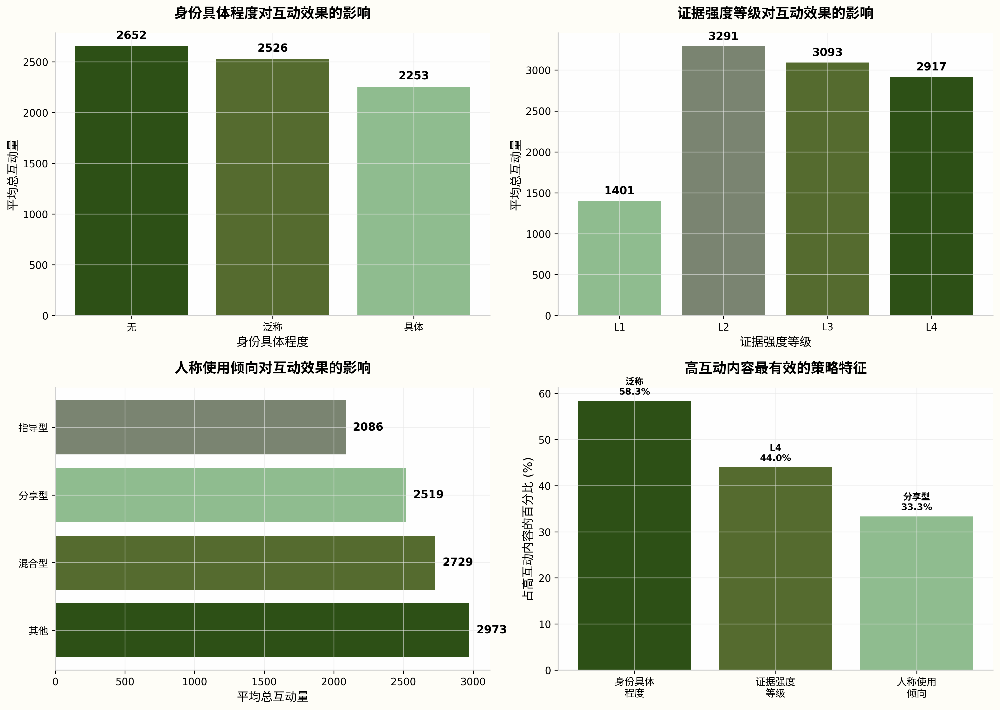 身份具体程度对互动效果的影响
平均总互动量
2500
2000
1500
1000
500
0
2652
2526
2253
无
泛称
具体
身份具体程度
证据强度等级对互动效果的影响
平均总互动量
3000
2500
2000
1500
1000
500
0
1401
3291
3093
2917
L1
L2
L3
L4
证据强度等级
人称使用倾向对互动效果的影响
指导型
2086
分享型
2519
混合型
2729
其他
2973
0
500
1000
1500
2000
2500
3000
平均总互动量
高互动内容最有效的策略特征
占高互动内容的百分比 (%)
60
50
40
30
20
10
0
泛称
58.3%
L4
44.0%
分享型
33.3%
身份具体
程度
证据强度
等级
人称使用
倾向